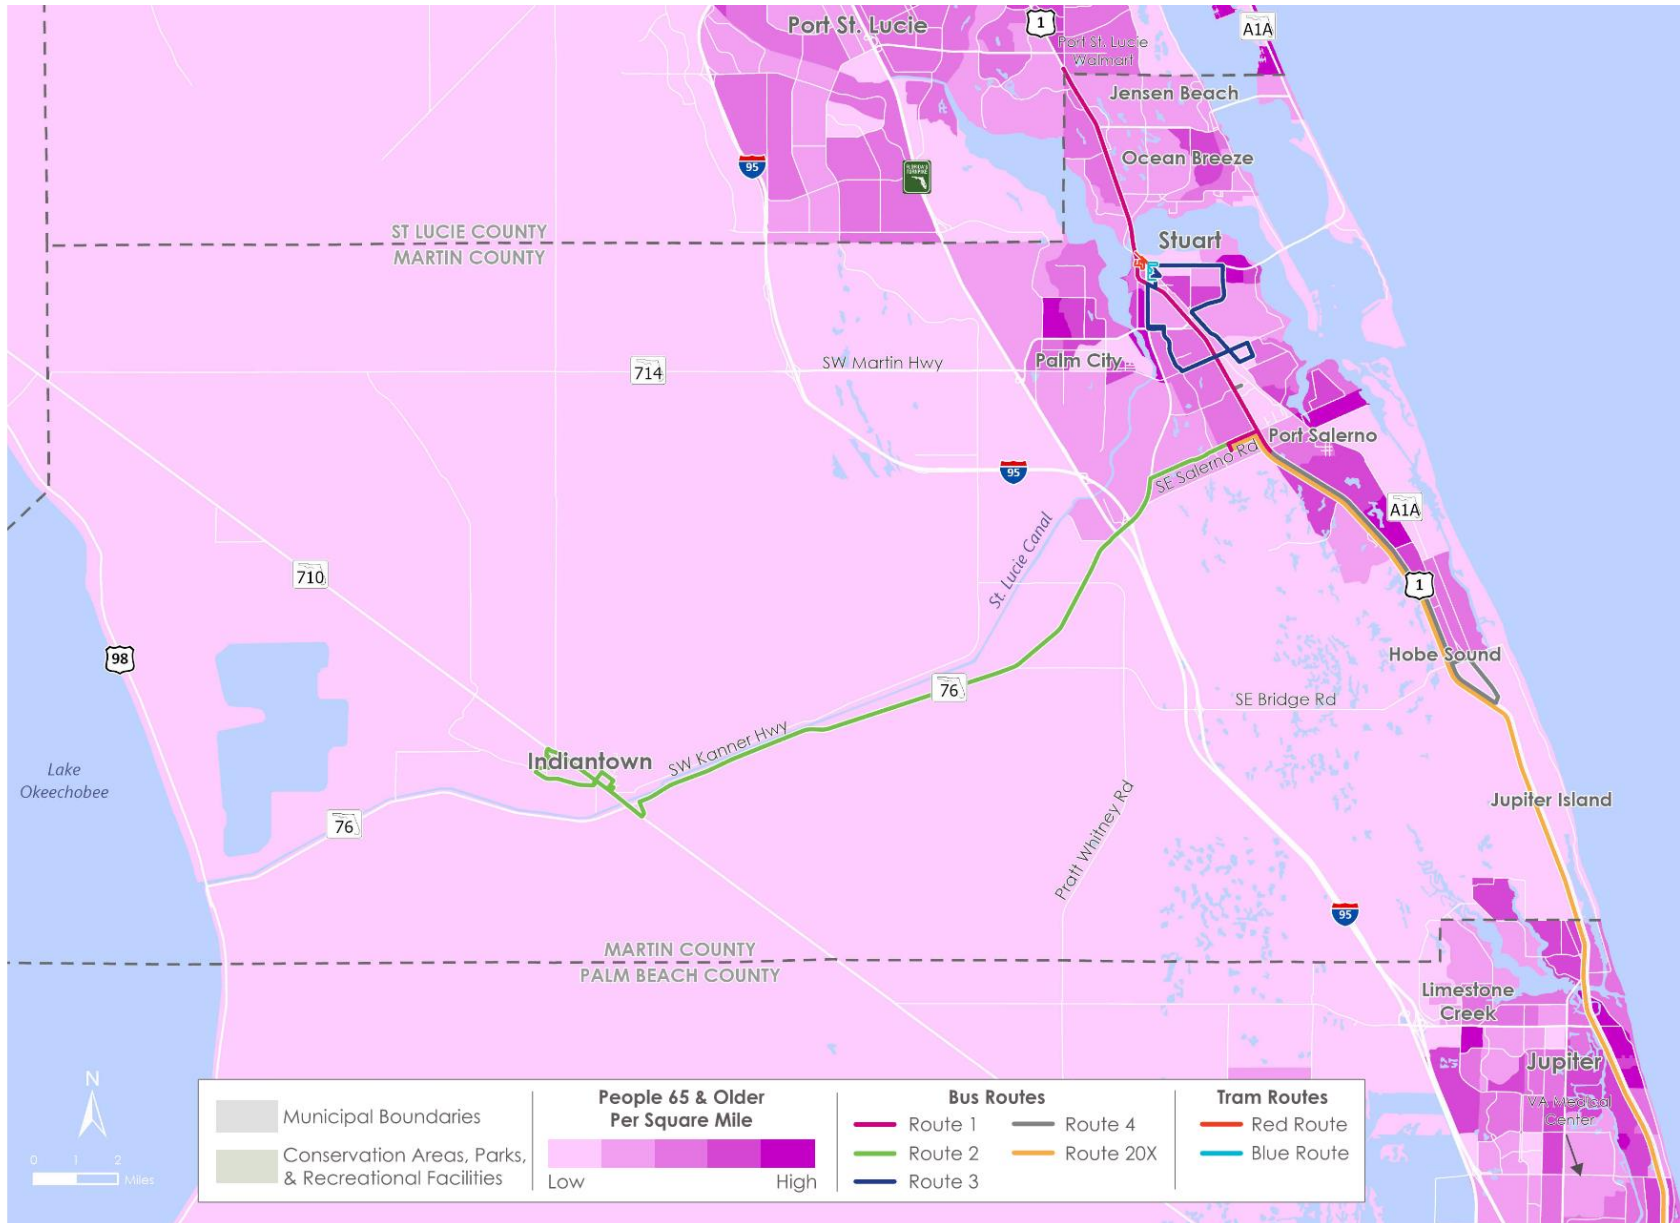 Port St. Lucie
1
A1A
Port St. Lucie
Walmart
Jensen Beach
Ocean Breeze
95
FLORIDA'S
TURNPIKE
ST LUCIE COUNTY
MARTIN COUNTY
Stuart
714
SW Martin Hwy
Palm City
Port Salerno
SE Salerno Rd
95
A1A
St. Lucie Canal
710
1
98
Hobe Sound
76
SE Bridge Rd
SW Kanner Hwy
Indiantown
Lake
Okeechobee
Jupiter Island
76
Pratt Whitney Rd
95
MARTIN COUNTY
PALM BEACH COUNTY
Limestone
Creek
Jupiter
VA Medical
Center
N
0 1 2
Miles
Municipal Boundaries
Conservation Areas, Parks,
& Recreational Facilities
People 65 & Older
Per Square Mile
Low High
Bus Routes
Route 1
Route 2
Route 3
Route 4
Route 20X
Tram Routes
Red Route
Blue Route